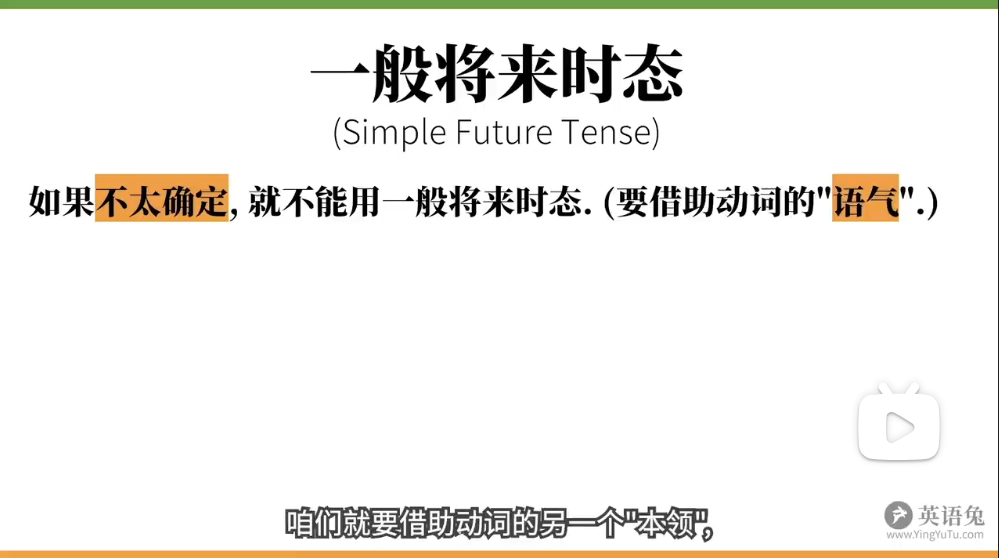 一般将来时态
(Simple Future Tense)
如果不太确定, 就不能用一般将来时态. (要借助动词的"语气".)
咱们就要借助动词的另一个"本领",
英语兔
www.YingYuTu.com